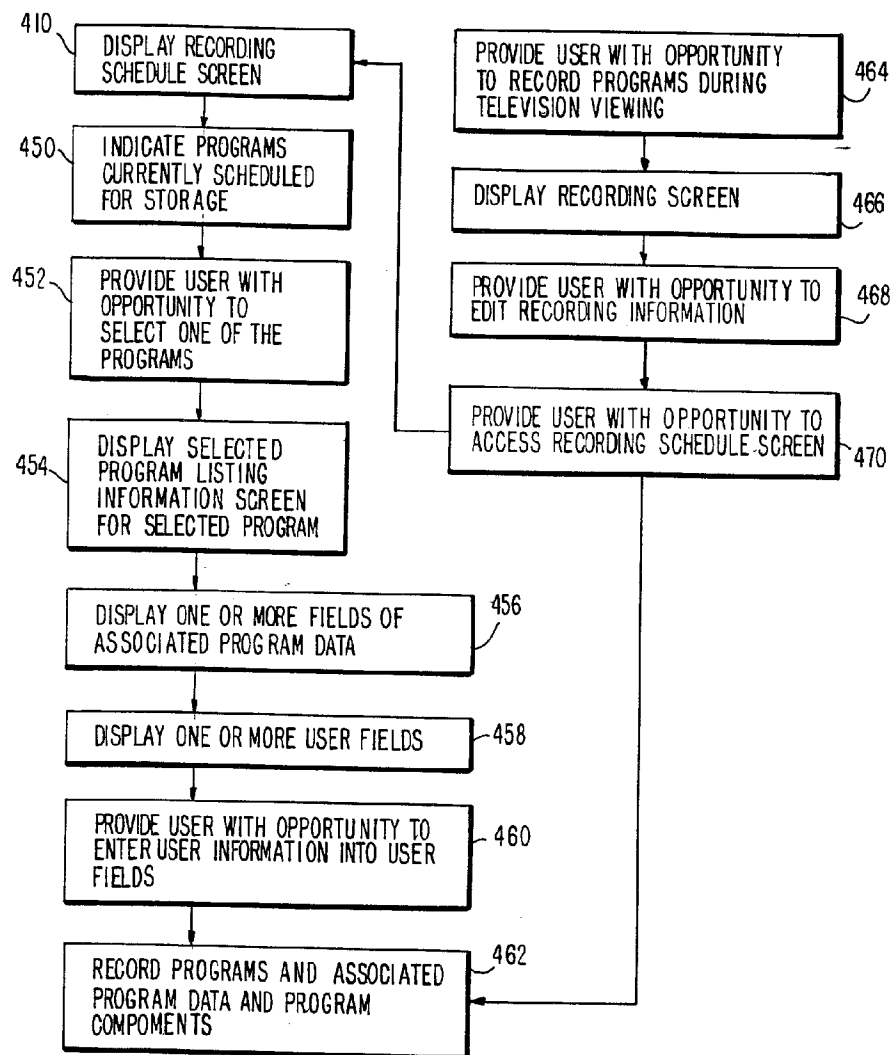 410
DISPLAY RECORDING
SCHEDULE SCREEN
450
INDICATE PROGRAMS
CURRENTLY SCHEDULED
FOR STORAGE
452
PROVIDE USER WITH
OPPORTUNITY TO
SELECT ONE OF THE
PROGRAMS
454
DISPLAY SELECTED
PROGRAM LISTING
INFORMATION SCREEN
FOR SELECTED PROGRAM
DISPLAY ONE OR MORE FIELDS OF
ASSOCIATED PROGRAM DATA
456
DISPLAY ONE OR MORE USER FIELDS
458
PROVIDE USER WITH OPPORTUNITY TO
ENTER USER INFORMATION INTO USER
FIELDS
460
RECORD PROGRAMS AND ASSOCIATED
PROGRAM DATA AND PROGRAM
COMPOMENTS
462
PROVIDE USER WITH OPPORTUNITY
TO RECORD PROGRAMS DURING
TELEVISION VIEWING
464
DISPLAY RECORDING SCREEN
466
PROVIDE USER WITH OPPORTUNITY TO
EDIT RECORDING INFORMATION
468
PROVIDE USER WITH OPPORTUNITY TO
ACCESS RECORDING SCHEDULE SCREEN
470